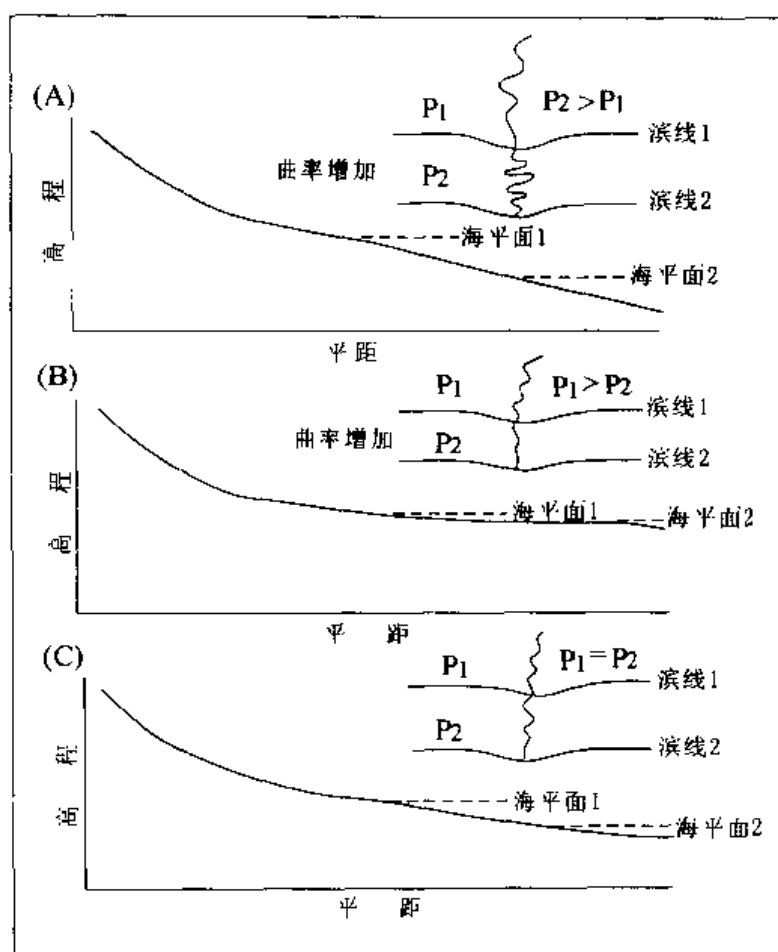 (A)
P1
P2 > P1
滨线1
曲率增加
P2
滨线2
海平面1
海平面2
高程
平距
(B)
P1
P1 > P2
滨线1
曲率增加
P2
滨线2
海平面1
海平面2
高程
平距
(C)
P1
P1 = P2
滨线1
P2
滨线2
海平面1
海平面2
高程
平距